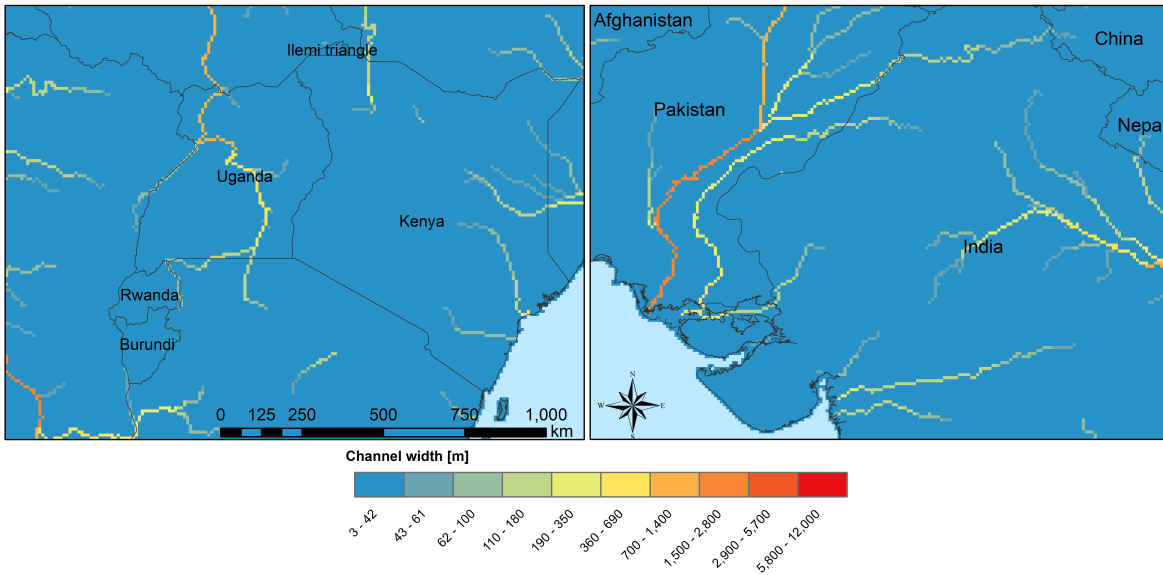 Ilemi triangle
Uganda
Kenya
Rwanda
Burundi
0 125 250 500 750 1,000
km
Afghanistan
China
Pakistan
Nepa
India
N
W E
S
Channel width [m]
3 - 42
43 - 61
62 - 100
110 - 180
190 - 350
360 - 690
700 - 1,400
1,500 - 2,800
2,900 - 5,700
5,800 - 12,000